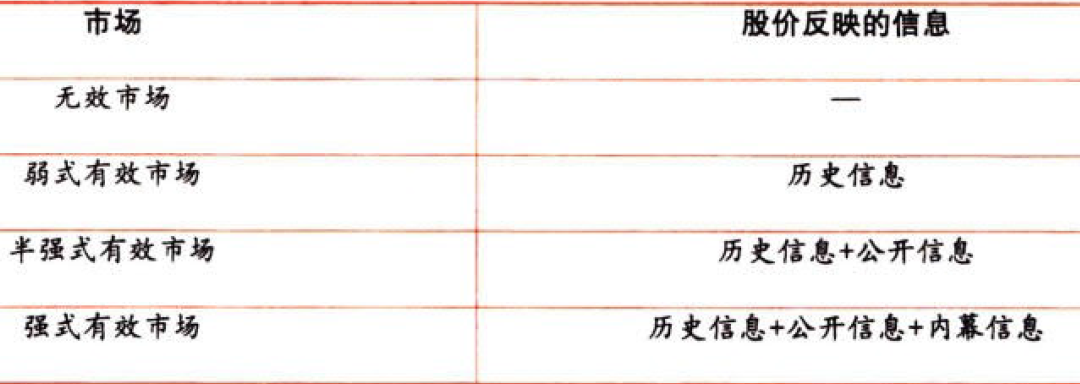 市场 股价反映的信息
无效市场 —
弱式有效市场 历史信息
半强式有效市场 历史信息+公开信息
强式有效市场 历史信息+公开信息+内幕信息